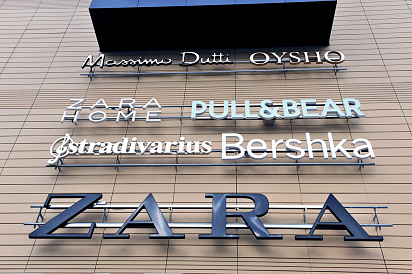 Massimo Dutti OYSHO
ZARA HOME PULL&BEAR
stradivarius Bershka
ZARA